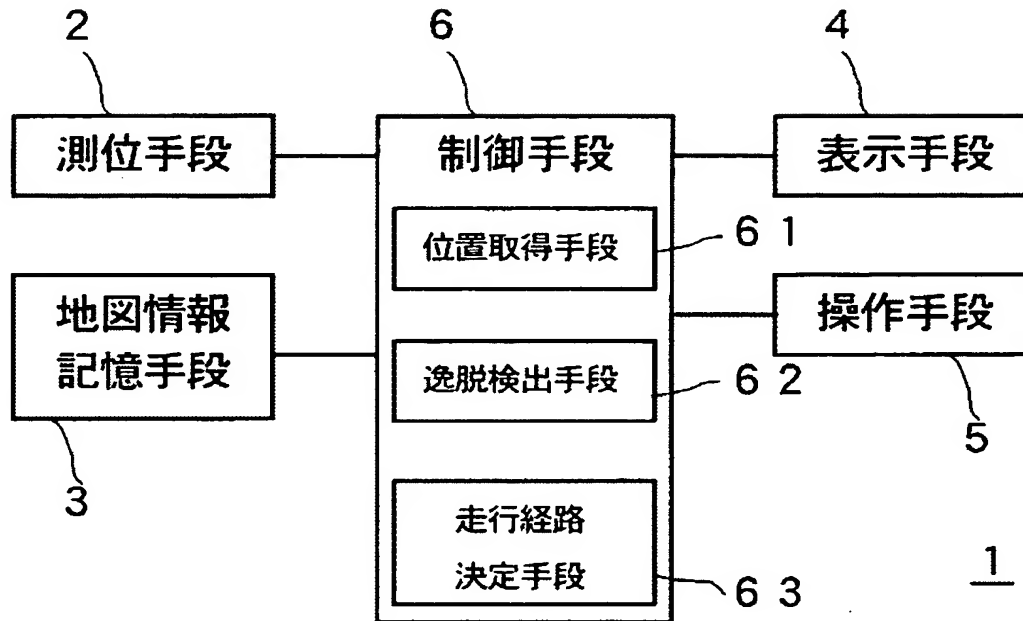 2
6
4
測位手段
制御手段
表示手段
位置取得手段
６１
地図情報
記憶手段
操作手段
逸脱検出手段
６２
5
3
走行経路
決定手段
６３
1